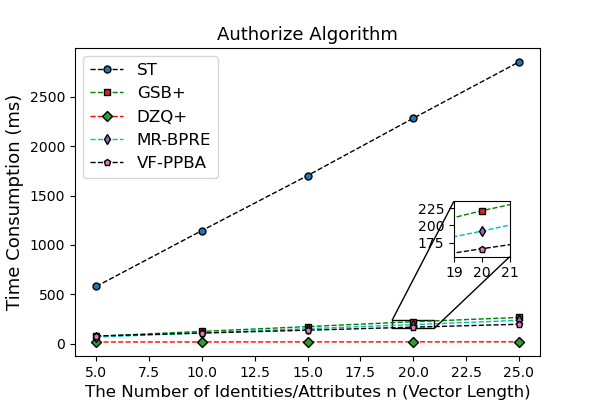 Authorize Algorithm
Time Consumption (ms)
ST
GSB+
DZQ+
MR-BPRE
VF-PPBA
2500
2000
1500
1000
500
0
225
200
175
19 20 21
5.0 7.5 10.0 12.5 15.0 17.5 20.0 22.5 25.0
The Number of Identities/Attributes n (Vector Length)